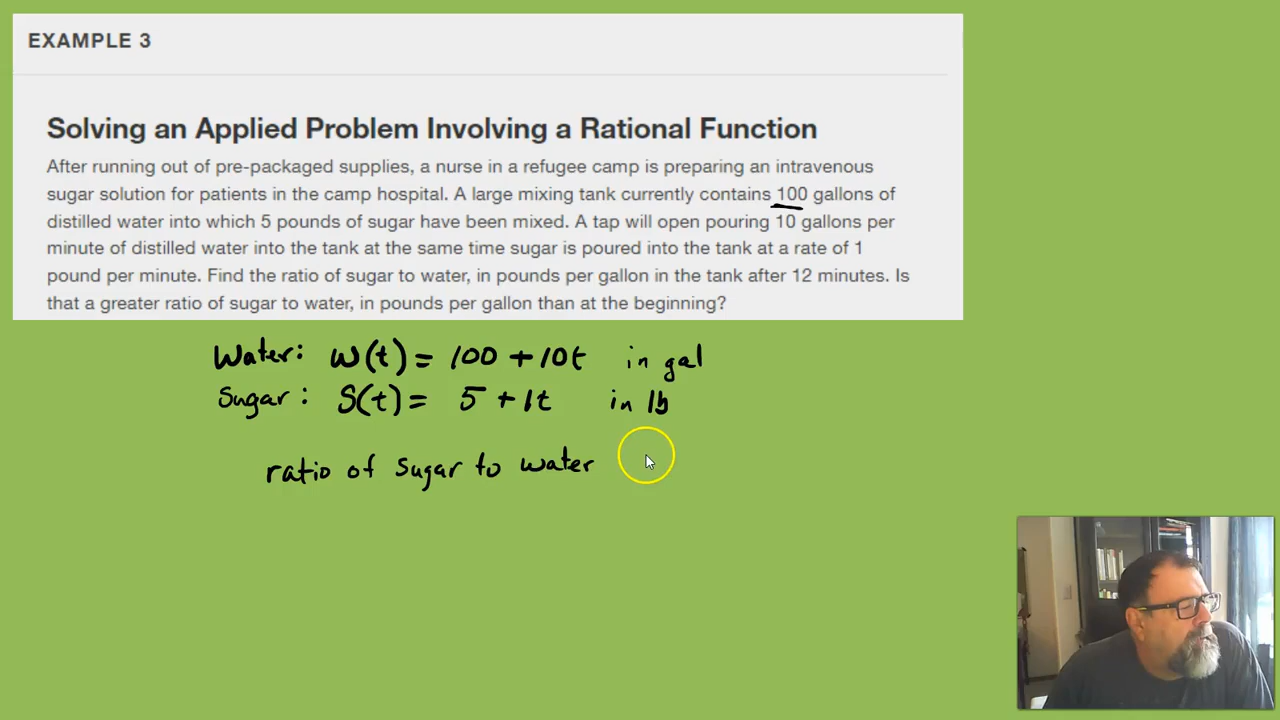 EXAMPLE 3
Solving an Applied Problem Involving a Rational Function
After running out of pre-packaged supplies, a nurse in a refugee camp is preparing an intravenous
sugar solution for patients in the camp hospital. A large mixing tank currently contains 100 gallons of
distilled water into which 5 pounds of sugar have been mixed. A tap will open pouring 10 gallons per
minute of distilled water into the tank at the same time sugar is poured into the tank at a rate of 1
pound per minute. Find the ratio of sugar to water, in pounds per gallon in the tank after 12 minutes. Is
that a greater ratio of sugar to water, in pounds per gallon than at the beginning?
Water: W(t) = 100 + 10t in gal
Sugar: S(t) = 5 + 1t in lb
ratio of sugar to water